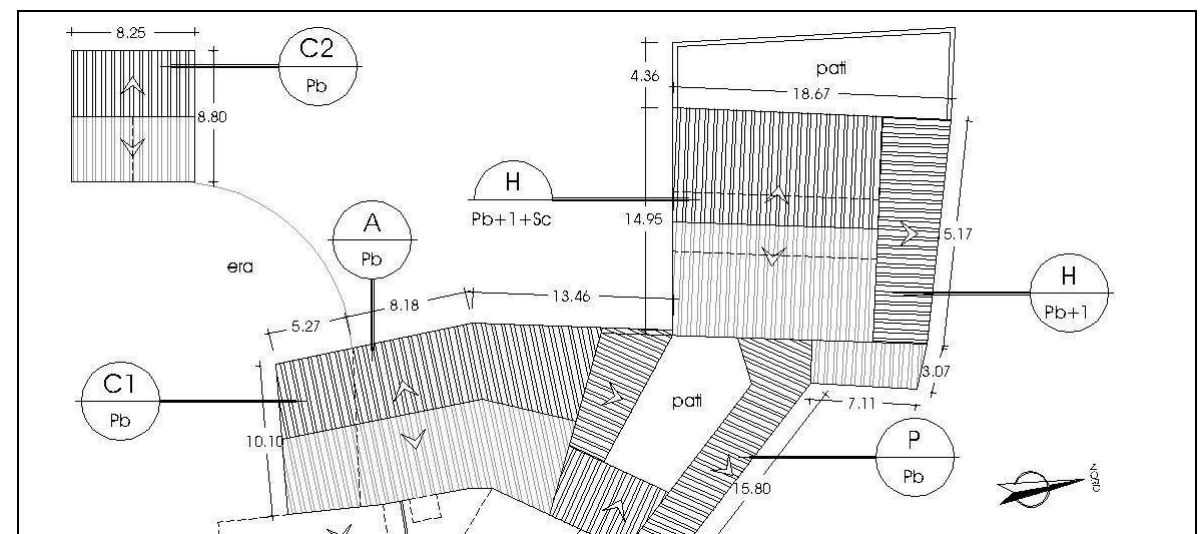 8.25
C2
Pb
8.80
4.36
pati
18.67
H
Pb+1+Sc
14.95
5.17
A
Pb
era
8.18
13.46
5.27
H
Pb+1
C1
Pb
3.07
pati
7.11
10.10
P
Pb
15.80
NORD